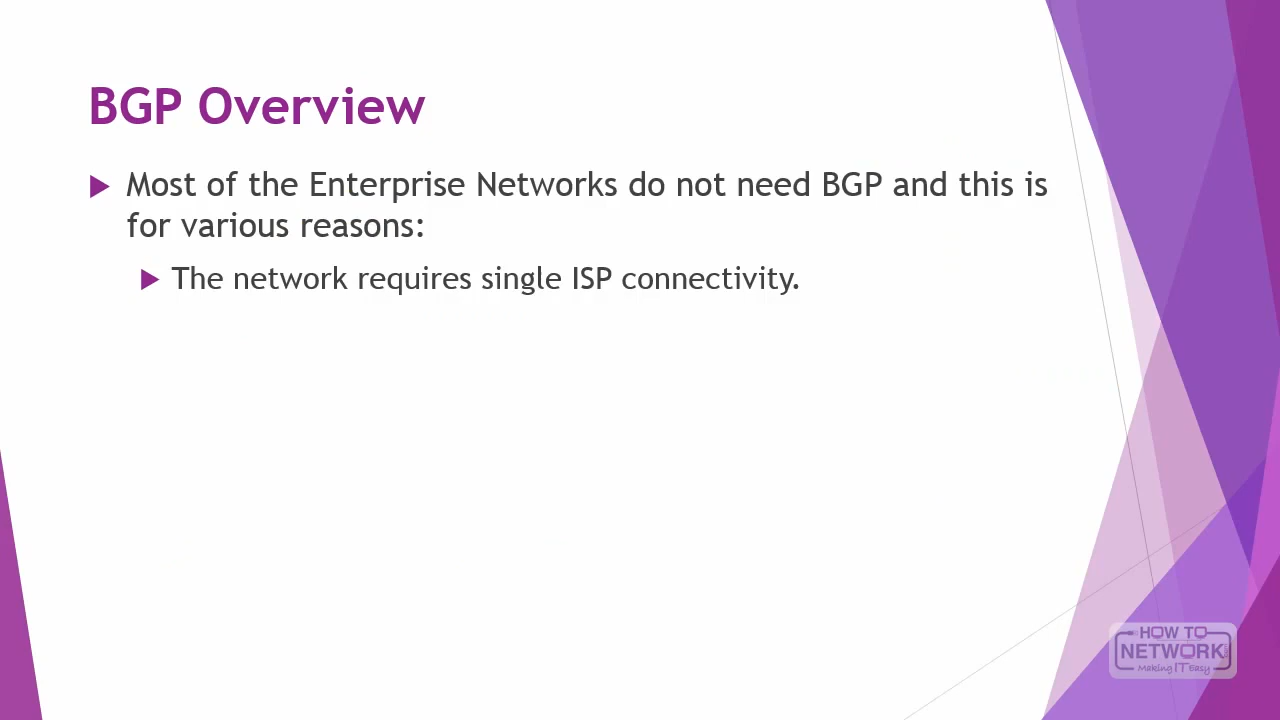 BGP Overview
Most of the Enterprise Networks do not need BGP and this is
for various reasons:
The network requires single ISP connectivity.
HOW TO
NETWORK
Making IT Easy